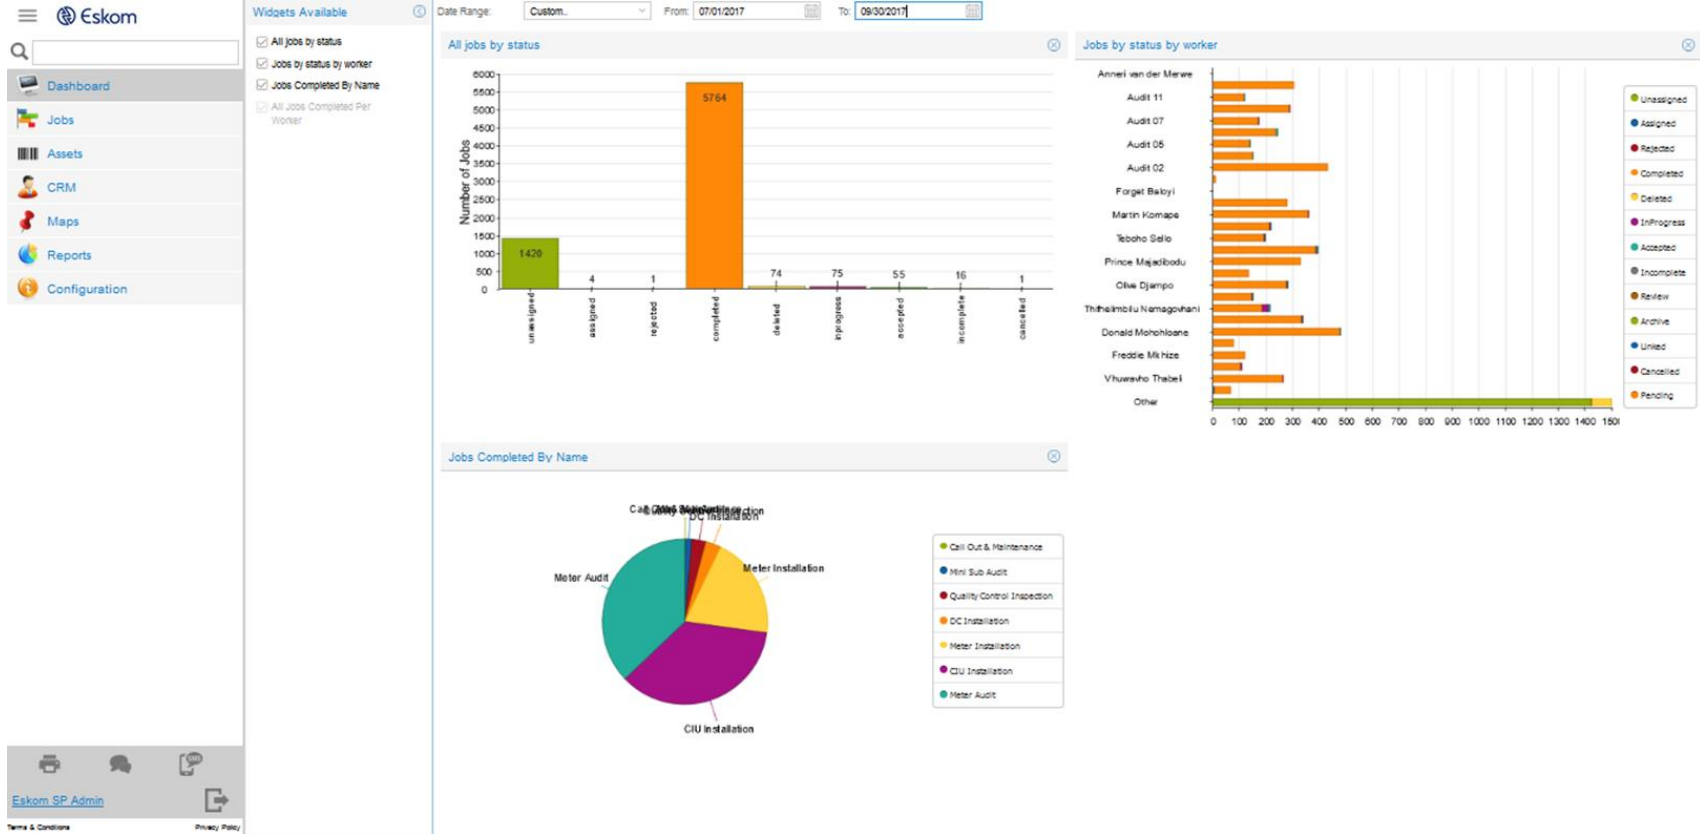 Eskom
Dashboard
Jobs
Assets
CRM
Maps
Reports
Configuration
Eskom SP Admin
Terms & Conditions
Privacy Policy
Widgets Available
All jobs by status
Jobs by status by worker
Jobs Completed By Name
All Jobs Completed Per
Worker
Date Range: Custom.. From: 07/01/2017 To: 09/30/2017
All jobs by status
Number of Jobs
6000
5500
5000
4500
4000
3500
3000
2500
2000
1500
1000
500
0
1420
4
1
5764
74
75
55
16
1
unassigned
assigned
rejected
completed
deleted
inprogress
accepted
incomplete
cancelled
Jobs by status by worker
Anneri van der Merwe
Audit 11
Audit 07
Audit 05
Audit 02
Forget Baloyi
Martin Komape
Teboho Sello
Prince Majadibodu
Olive Djampo
Thifhelimbilu Nemagovhani
Donald Mohohloane
Freddie Mkhize
Vhuwavho Thabeli
Other
0 100 200 300 400 500 600 700 800 900 1000 1100 1200 1300 1400
Unassigned
Assigned
Rejected
Completed
Deleted
InProgress
Accepted
Incomplete
Review
Archive
Linked
Cancelled
Pending
Jobs Completed By Name
DC Installation
Meter Installation
Meter Audit
CIU Installation
Call Out & Maintenance
Mini Sub Audit
Quality Control Inspection
DC Installation
Meter Installation
CIU Installation
Meter Audit